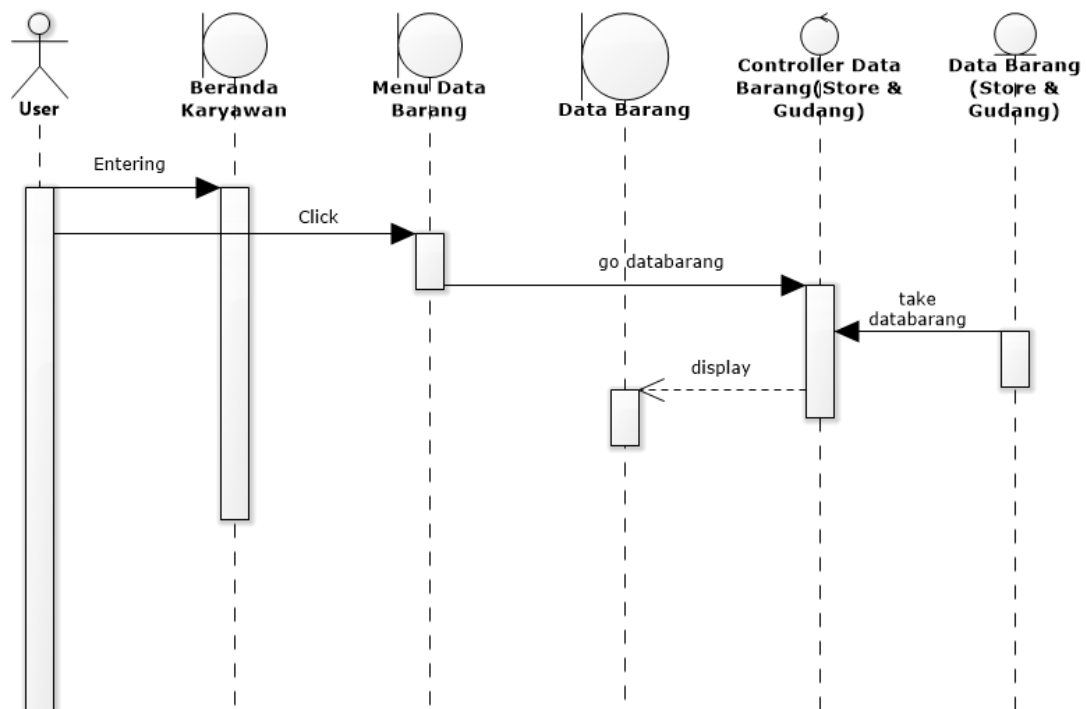 User
Beranda
Karyawan
Menu Data
Barang
Data Barang
Controller Data
Barang(Store &
Gudang)
Data Barang
(Store &
Gudang)
Entering
Click
go databarang
take
databarang
display